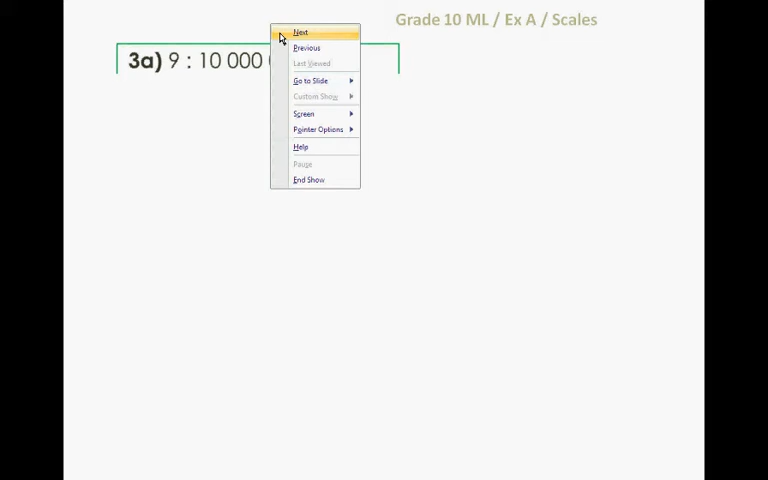 Grade 10 ML / Ex A / Scales
3a) 9 : 10 000
Next
Previous
Last Viewed
Go to Slide
Custom Show
Screen
Pointer Options
Help
Pause
End Show